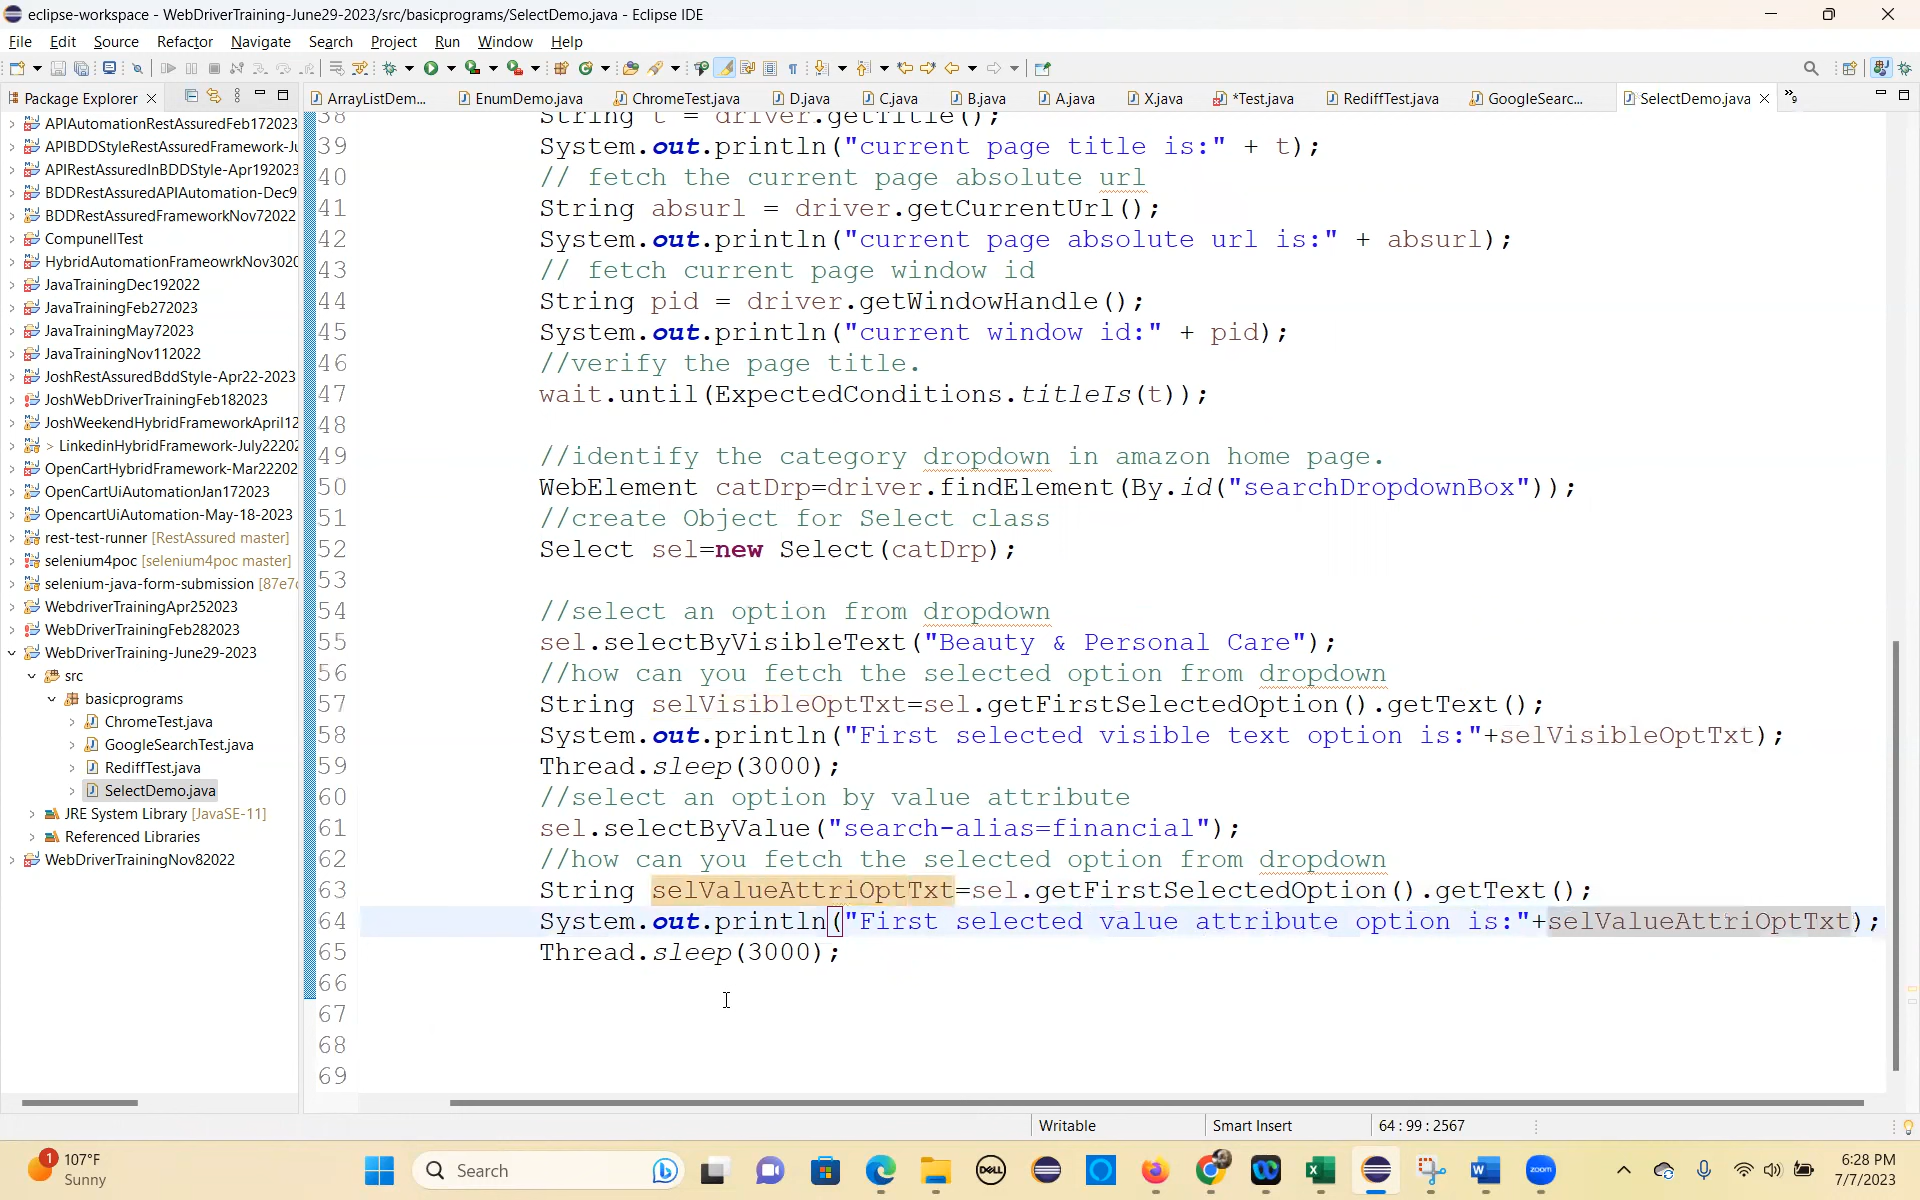 eclipse-workspace - WebDriverTraining-June29-2023/src/basicprograms/SelectDemo.java - Eclipse IDE
File Edit Source Refactor Navigate Search Project Run Window Help
Package Explorer
ArrayListDem... EnumDemo.java ChromeTest.java D.java C.java B.java A.java X.java *Test.java RediffTest.java GoogleSearc... SelectDemo.java 9
APIAutomationRestAssuredFeb172023
APIBDDStyleRestAssuredFramework-Ju
APIRestAssuredInBDDStyle-Apr192023
BDDRestAssuredAPIAutomation-Dec9
BDDRestAssuredFrameworkNov72022
CompunellTest
HybridAutomationFrameowrkNov3020
JavaTrainingDec192022
JavaTrainingFeb272023
JavaTrainingMay72023
JavaTrainingNov112022
JoshRestAssuredBddStyle-Apr22-2023
JoshWebDriverTrainingFeb182023
JoshWeekendHybridFrameworkApril12
> LinkedinHybridFramework-July2220
OpenCartHybridFramework-Mar22202
OpenCartUiAutomationJan172023
OpencartUiAutomation-May-18-2023
rest-test-runner [RestAssured master]
selenium4poc [selenium4poc master]
selenium-java-form-submission [87e7
WebdriverTrainingApr252023
WebDriverTrainingFeb282023
WebDriverTraining-June29-2023
src
basicprograms
ChromeTest.java
GoogleSearchTest.java
RediffTest.java
SelectDemo.java
JRE System Library [JavaSE-11]
Referenced Libraries
WebDriverTrainingNov82022
38 String t = driver.getTitle();
39 System.out.println("current page title is:" + t);
40 // fetch the current page absolute url
41 String absurl = driver.getCurrentUrl();
42 System.out.println("current page absolute url is:" + absurl);
43 // fetch current page window id
44 String pid = driver.getWindowHandle();
45 System.out.println("current window id:" + pid);
46 //verify the page title.
47 wait.until(ExpectedConditions.titleIs(t));
48
49 //identify the category dropdown in amazon home page.
50 WebElement catDrp=driver.findElement(By.id("searchDropdownBox"));
51 //create Object for Select class
52 Select sel=new Select(catDrp);
53
54 //select an option from dropdown
55 sel.selectByVisibleText("Beauty & Personal Care");
56 //how can you fetch the selected option from dropdown
57 String selVisibleOptTxt=sel.getFirstSelectedOption().getText();
58 System.out.println("First selected visible text option is:"+selVisibleOptTxt);
59 Thread.sleep(3000);
60 //select an option by value attribute
61 sel.selectByValue("search-alias=financial");
62 //how can you fetch the selected option from dropdown
63 String selValueAttriOptTxt=sel.getFirstSelectedOption().getText();
64 System.out.println("First selected value attribute option is:"+selValueAttriOptTxt);
65 Thread.sleep(3000);
66
67
68
69
Writable Smart Insert 64 : 99 : 2567
1
107°F
Sunny
Search
DELL
zoom
6:28 PM
7/7/2023